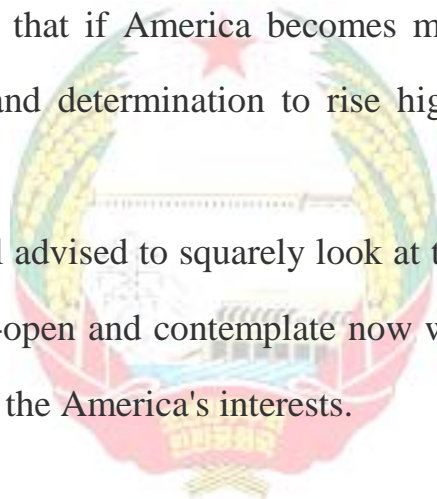 that if America becomes m
and determination to rise hig
advised to squarely look at t
-open and contemplate now w
the America's interests.